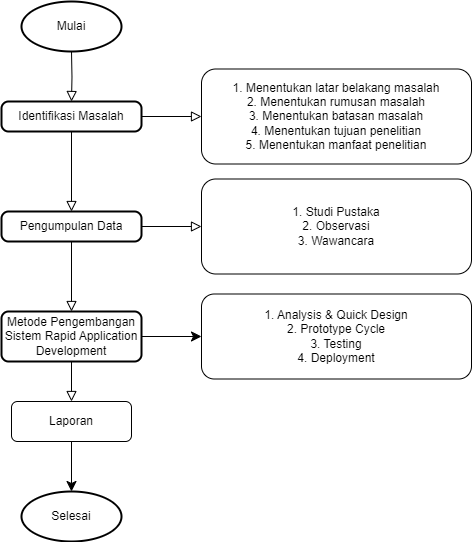 Mulai
Identifikasi Masalah
1. Menentukan latar belakang masalah
2. Menentukan rumusan masalah
3. Menentukan batasan masalah
4. Menentukan tujuan penelitian
5. Menentukan manfaat penelitian
Pengumpulan Data
1. Studi Pustaka
2. Observasi
3. Wawancara
Metode Pengembangan
Sistem Rapid Application
Development
1. Analysis & Quick Design
2. Prototype Cycle
3. Testing
4. Deployment
Laporan
Selesai